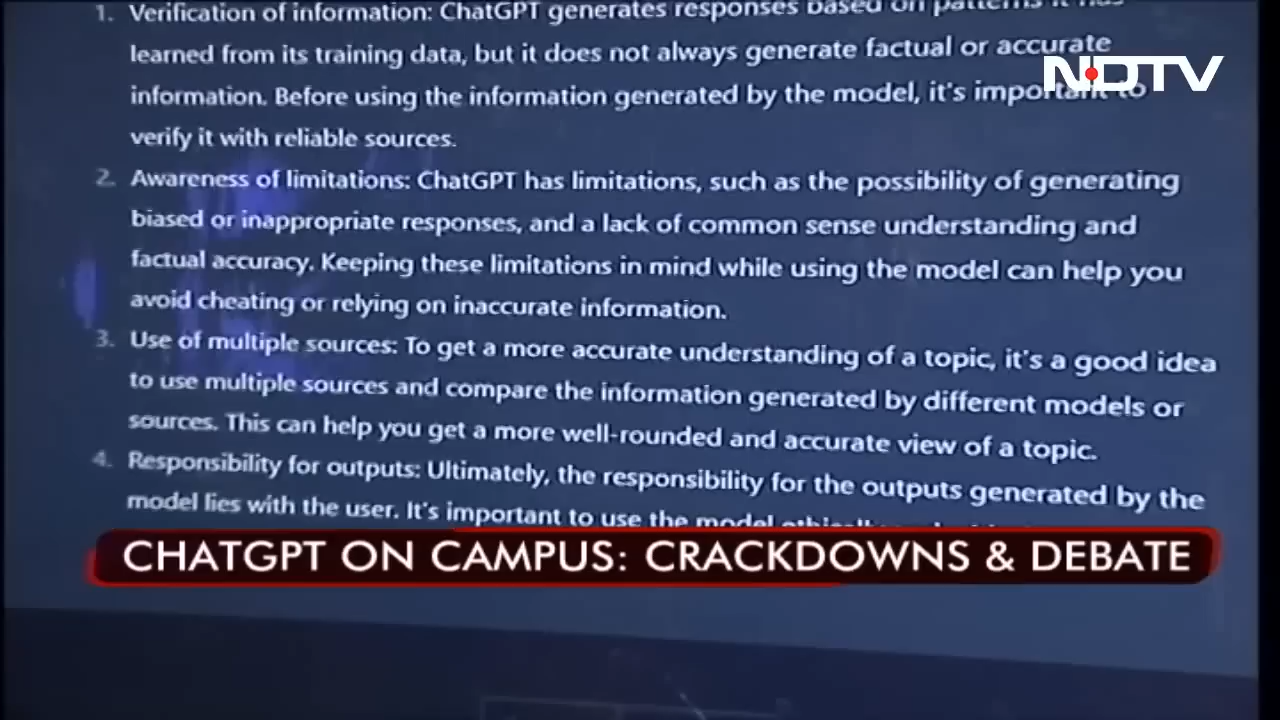 1. Verification of information: ChatGPT generates responses based on patterns it has
learned from its training data, but it does not always generate factual or accurate
NDTV
information. Before using the information generated by the model, it's important to
verify it with reliable sources.
2. Awareness of limitations: ChatGPT has limitations, such as the possibility of generating
biased or inappropriate responses, and a lack of common sense understanding and
factual accuracy. Keeping these limitations in mind while using the model can help you
avoid cheating or relying on inaccurate information.
3. Use of multiple sources: To get a more accurate understanding of a topic, it's a good idea
to use multiple sources and compare the information generated by different models or
sources. This can help you get a more well-rounded and accurate view of a topic.
4. Responsibility for outputs: Ultimately, the responsibility for the outputs generated by the
model lies with the user. It's important to use the model
CHATGPT ON CAMPUS: CRACKDOWNS & DEBATE